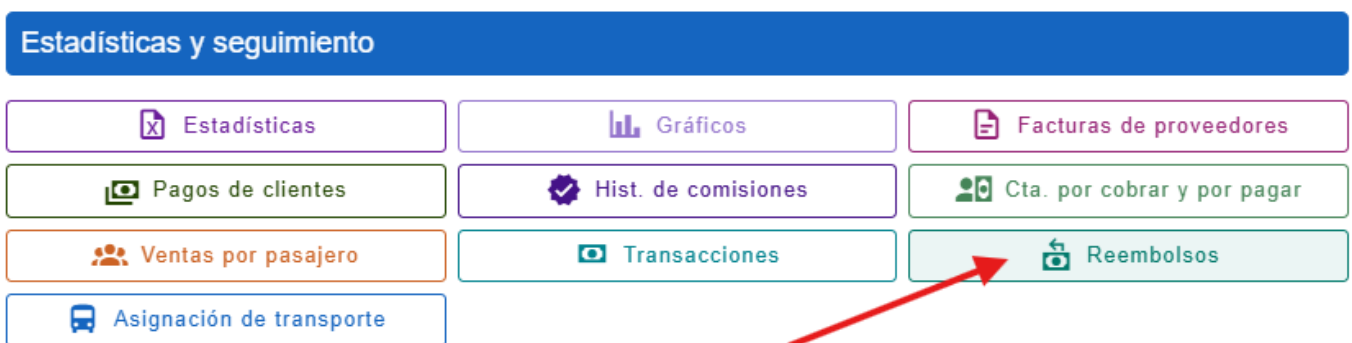 Estadísticas y seguimiento
Estadísticas
Gráficos
Facturas de proveedores
Pagos de clientes
Hist. de comisiones
Cta. por cobrar y por pagar
Ventas por pasajero
Transacciones
Reembolsos
Asignación de transporte